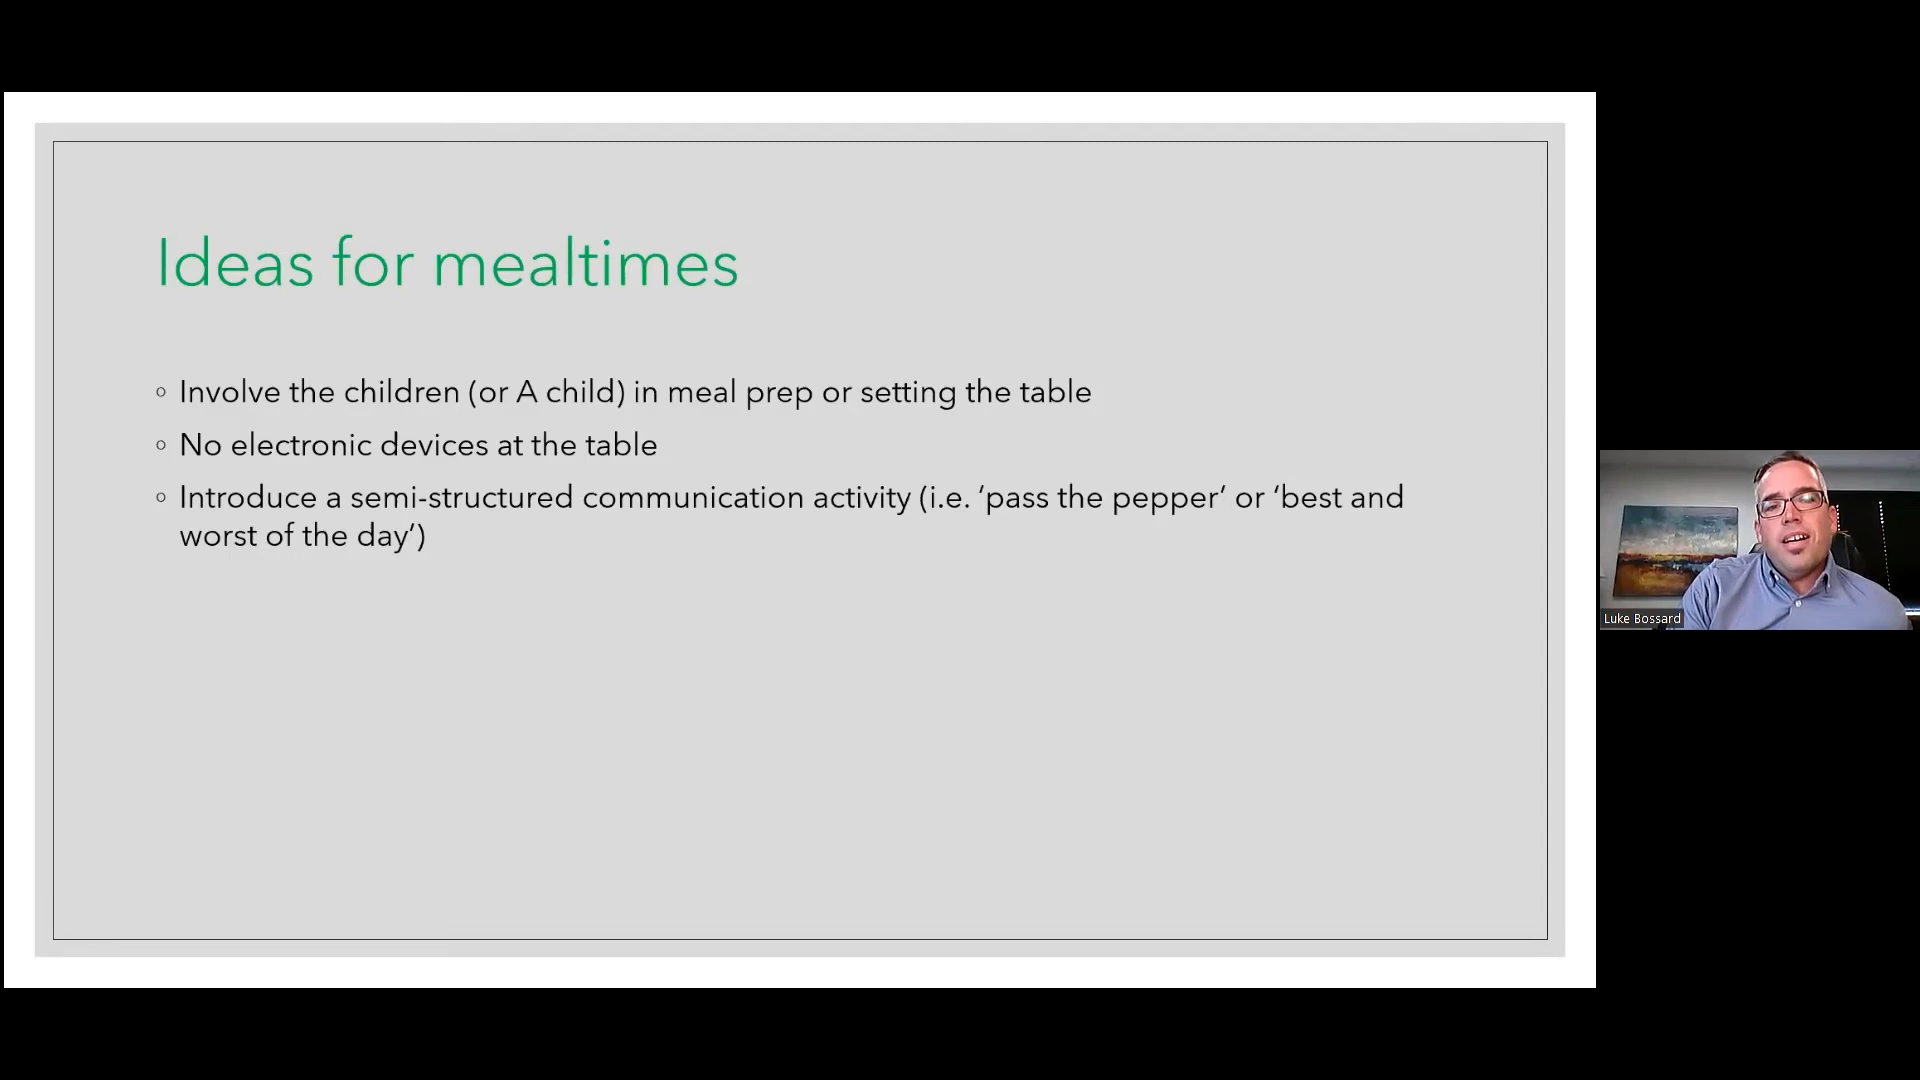 Ideas for mealtimes
◦ Involve the children (or A child) in meal prep or setting the table
◦ No electronic devices at the table
◦ Introduce a semi-structured communication activity (i.e. ‘pass the pepper’ or ‘best and
worst of the day’)
Luke Bossard